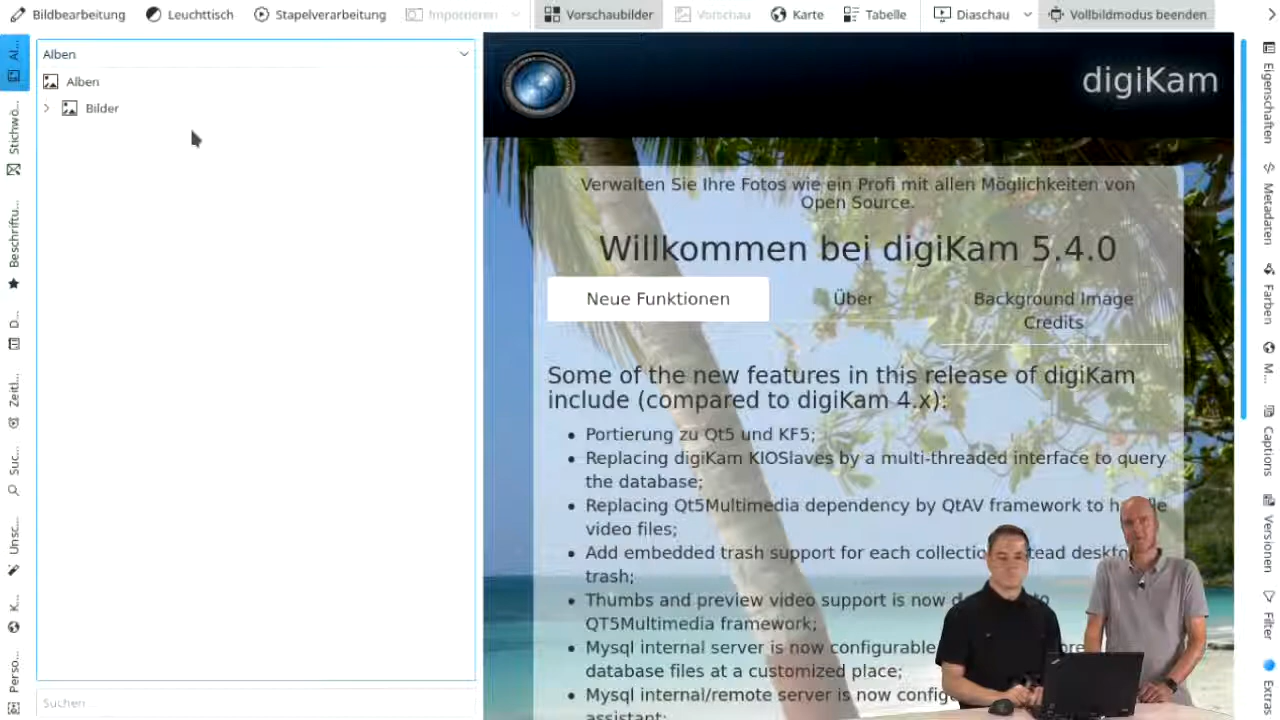 Bildbearbeitung Leuchttisch Stapelverarbeitung Importieren Vorschaubilder Vorschau Karte Tabelle Diaschau Vollbildmodus beenden
Al...
Stichwö...
Beschriftu...
D...
Zeitl...
Suc...
Unsc...
K...
Perso...
Alben
Alben
Bilder
Suchen...
digiKam
Verwalten Sie Ihre Fotos wie ein Profi mit allen Möglichkeiten von
Open Source.
Willkommen bei digiKam 5.4.0
Neue Funktionen Über Background Image
Credits
Some of the new features in this release of digiKam
include (compared to digiKam 4.x):
• Portierung zu Qt5 und KF5;
• Replacing digiKam KIOSlaves by a multi-threaded interface to query
the database;
• Replacing Qt5Multimedia dependency by QtAV framework to
video files;
• Add embedded trash support for each
trash;
• Thumbs and preview video support is now
QT5Multimedia framework;
• Mysql internal server is now configurable
database files at a customized place;
• Mysql internal/remote server is now
assistant;
Eigenschaften
Metadaten
Farben
M...
Captions
Versionen
Filter
Extras